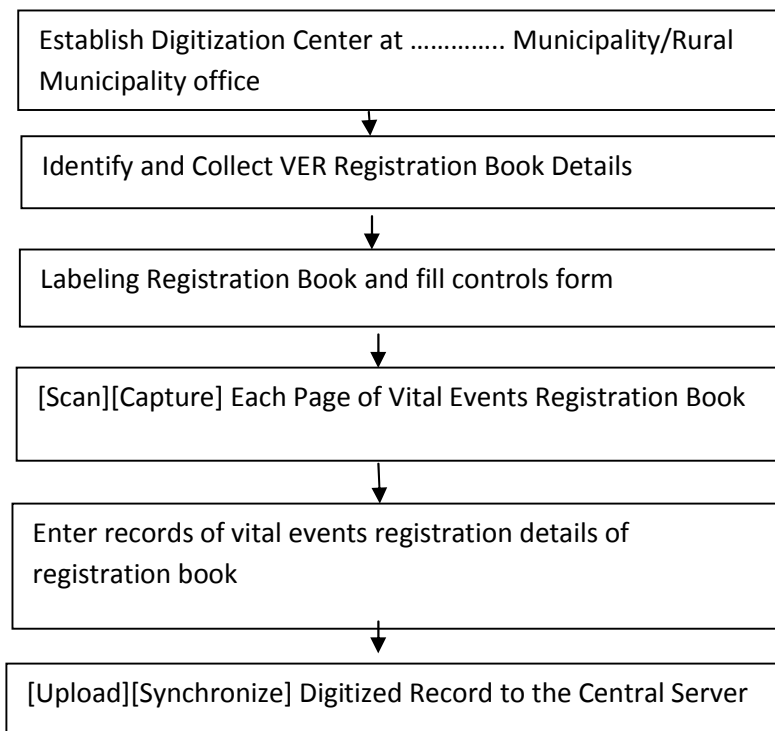 Establish Digitization Center at ………….. Municipality/Rural
Municipality office
Identify and Collect VER Registration Book Details
Labeling Registration Book and fill controls form
[Scan][Capture] Each Page of Vital Events Registration Book
Enter records of vital events registration details of
registration book
[Upload][Synchronize] Digitized Record to the Central Server